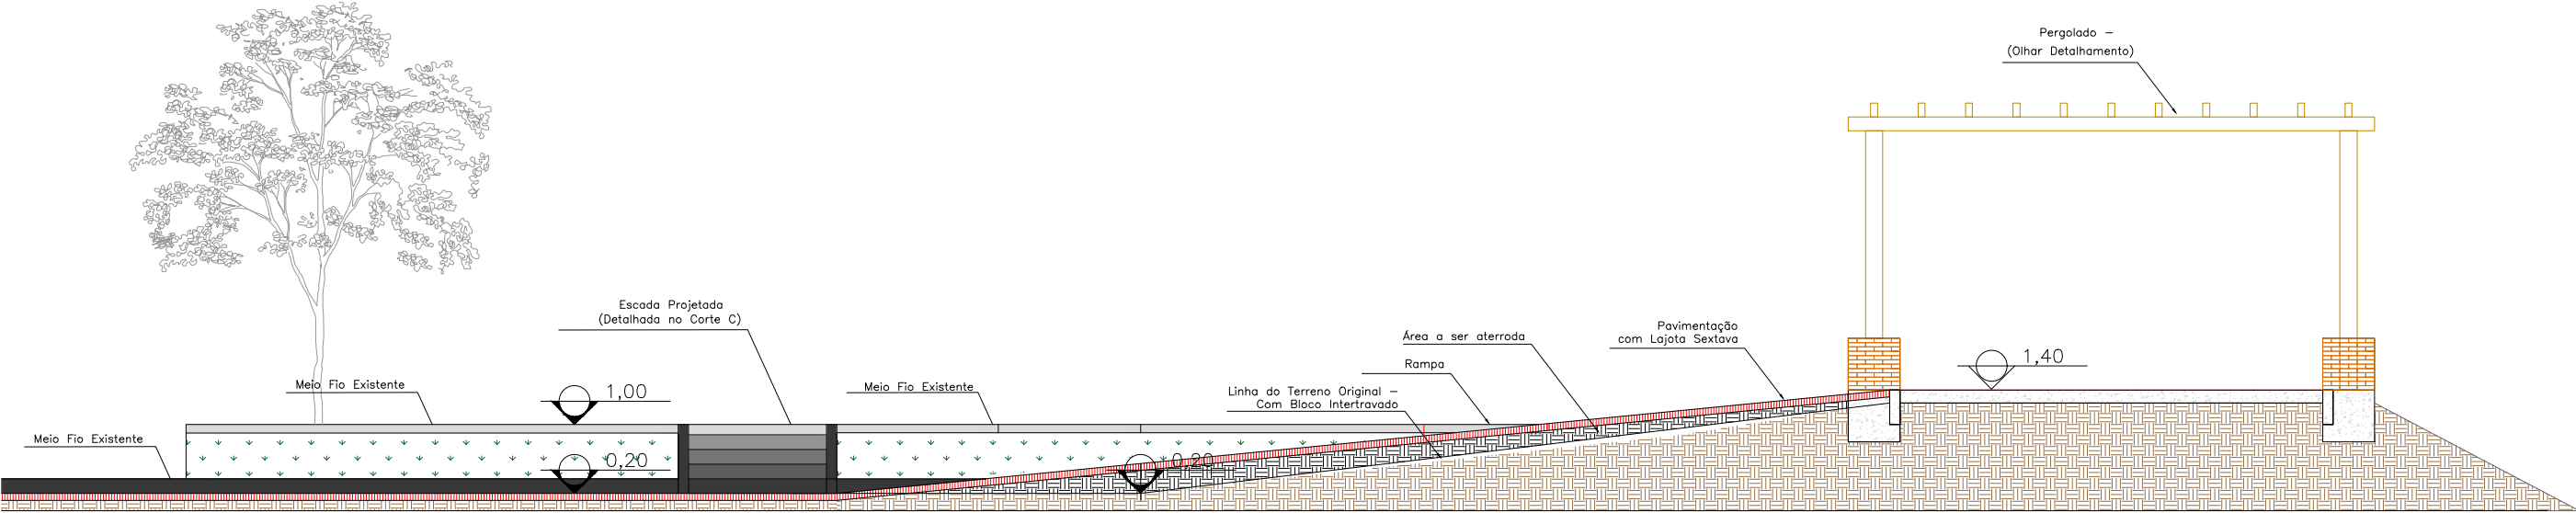 Pergolado –
(Olhar Detalhamento)
Escada Projetada
(Detalhada no Corte C)
Pavimentação
com Lajota Sextava
Área a ser aterroda
1,40
Rampa
Meio Fio Existente
1,00
Meio Fio Existente
Linha do Terreno Original –
Com Bloco Intertravado
Meio Fio Existente
0,20
0,20